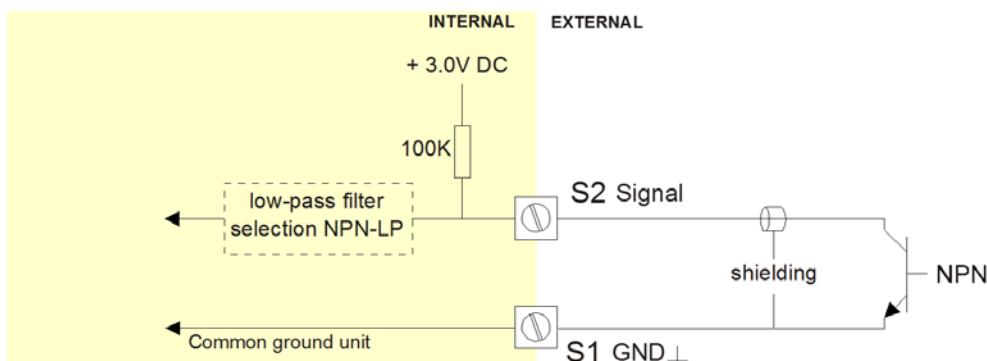 INTERNAL EXTERNAL
+ 3.0V DC
100K
low-pass filter
selection NPN-LP
S2 Signal
shielding
NPN
Common ground unit
S1 GND